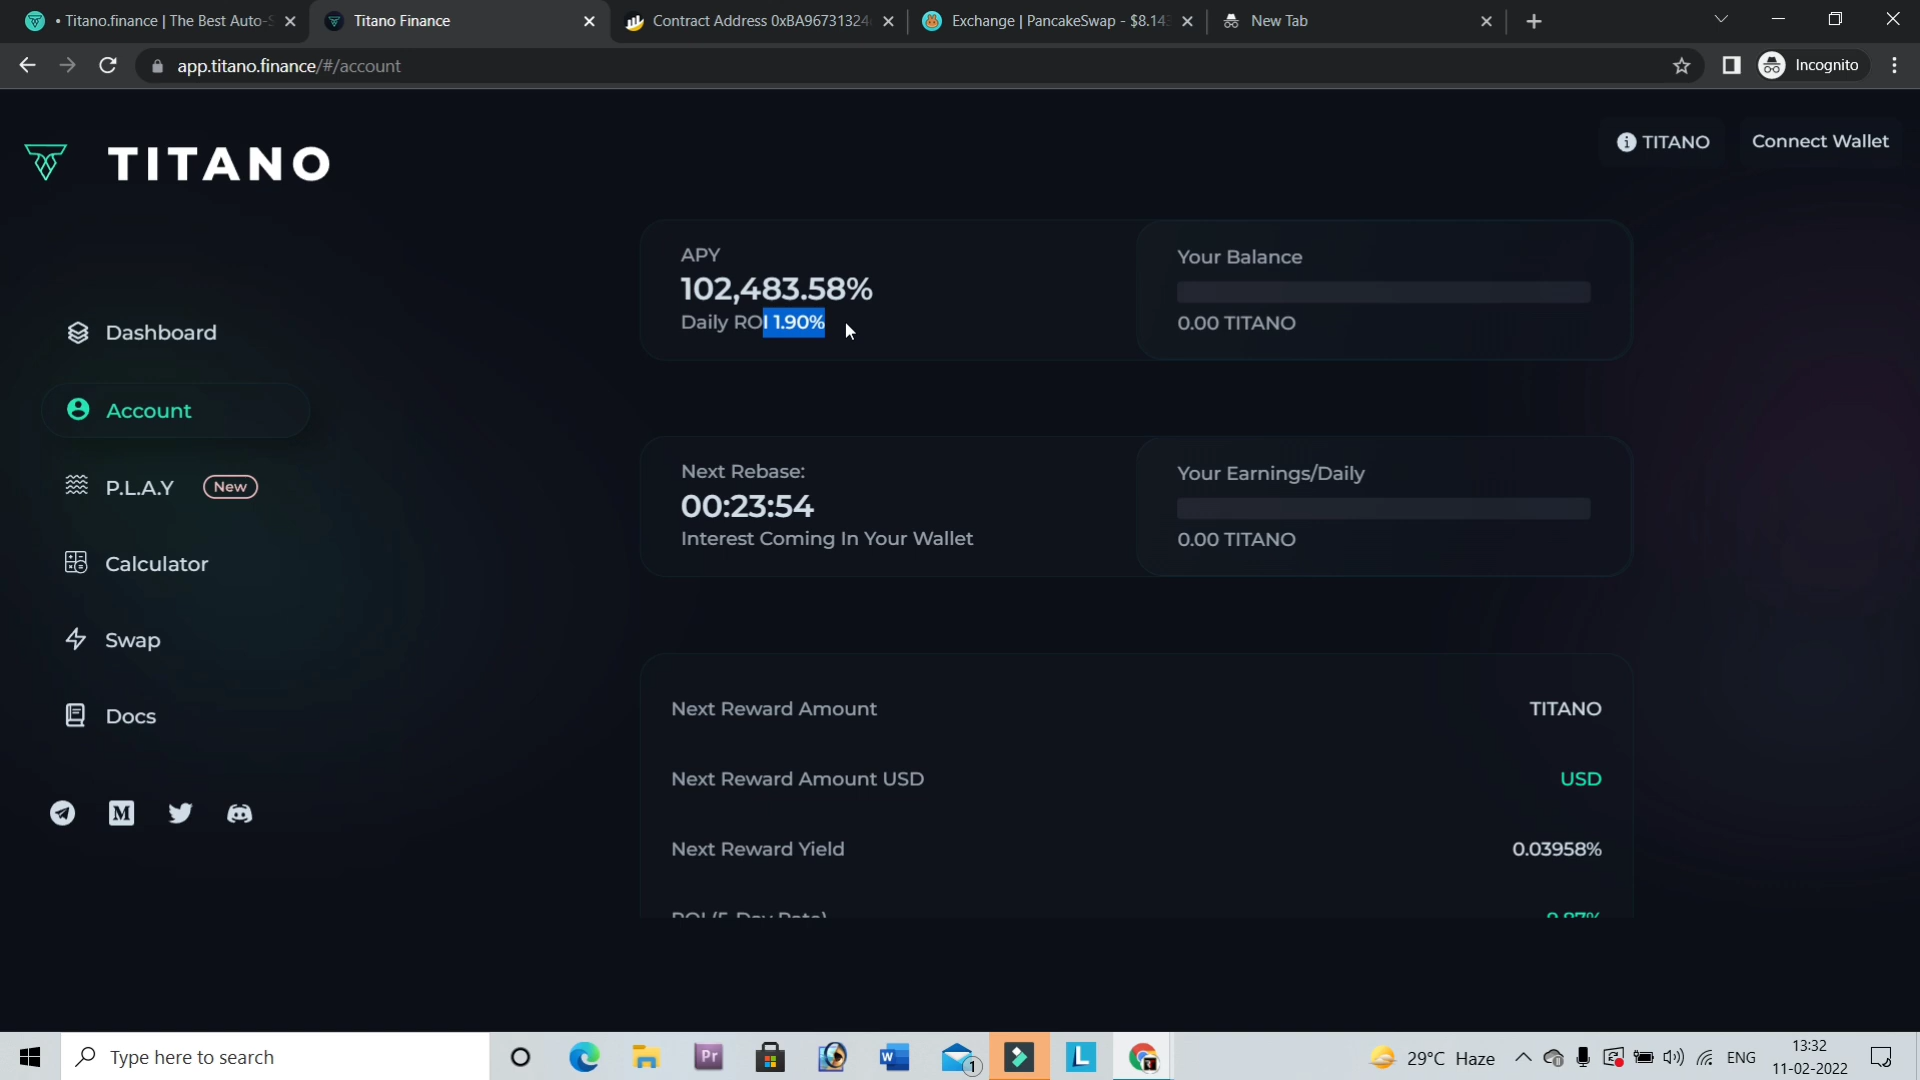 • Titano.finance | The Best Auto-S
Titano Finance
Contract Address 0xBA96731324
Exchange | PancakeSwap - $8.143
New Tab
app.titano.finance/#/account
Incognito
TITANO
TITANO
Connect Wallet
APY
102,483.58%
Daily ROI 1.90%
Your Balance
0.00 TITANO
Dashboard
Account
P.L.A.Y
New
Calculator
Swap
Docs
Next Rebase:
00:23:54
Interest Coming In Your Wallet
Your Earnings/Daily
0.00 TITANO
Next Reward Amount
TITANO
Next Reward Amount USD
USD
Next Reward Yield
0.03958%
Type here to search
29°C Haze
ENG
13:32
11-02-2022